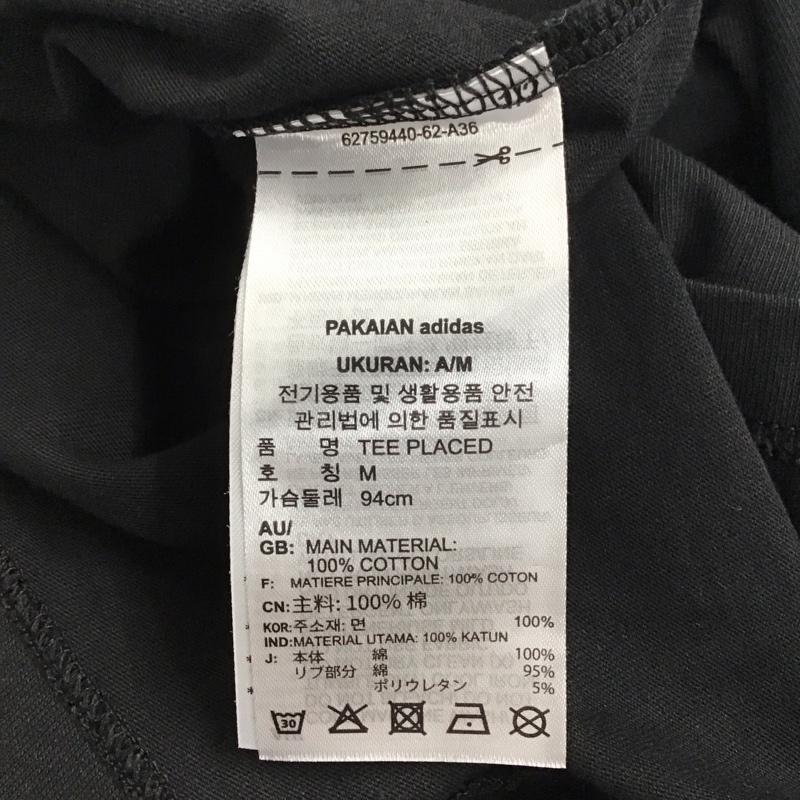 62759440-62-A36
PAKAIAN adidas
UKURAN: A/M
전기용품 및 생활용품 안전
관리법에 의한 품질표시
품 명 TEE PLACED
호 칭 M
가슴둘레 94cm
AU/
GB: MAIN MATERIAL:
100% COTTON
F: MATIERE PRINCIPALE: 100% COTON
CN:主料: 100% 棉
KOR:주소재: 면 100%
IND:MATERIAL UTAMA: 100% KATUN
J: 本体 綿 100%
リブ部分 綿 95%
ポリウレタン 5%
30